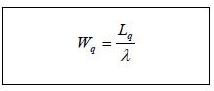 W_q = L_q / λ